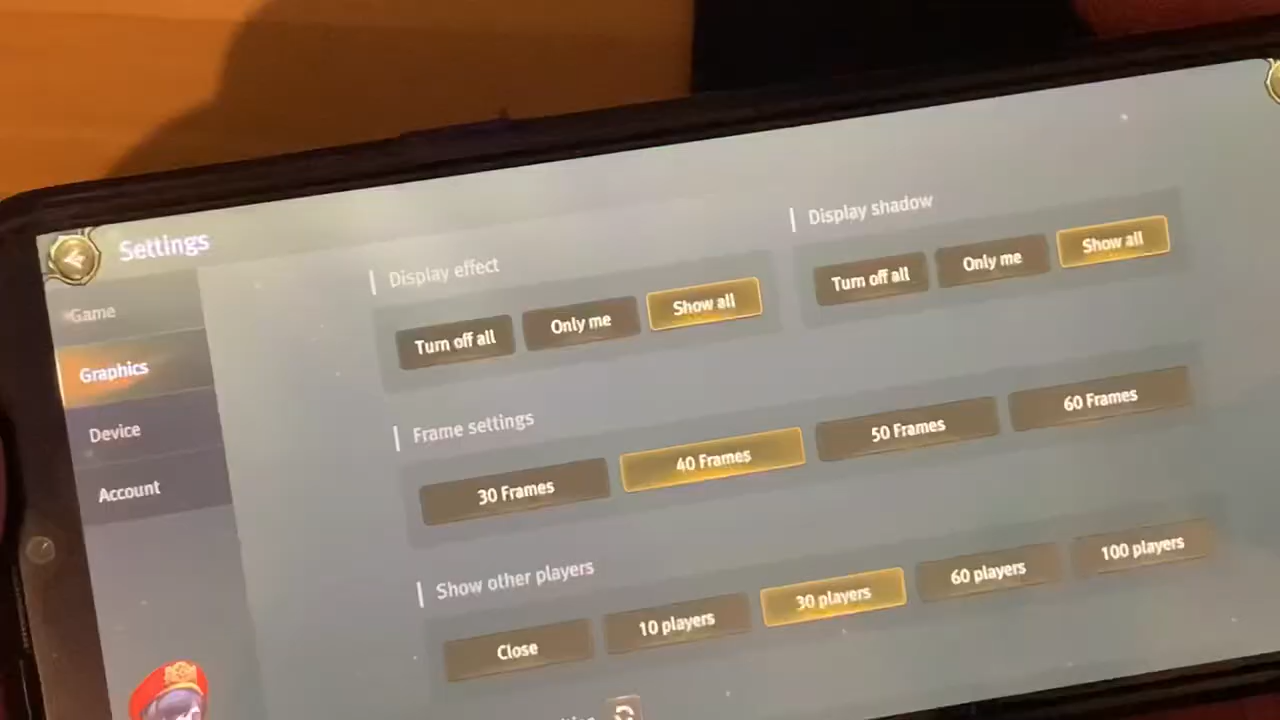 Settings
Game
Graphics
Device
Account
Display effect
Turn off all
Only me
Show all
Display shadow
Turn off all
Only me
Show all
Frame settings
30 Frames
40 Frames
50 Frames
60 Frames
Show other players
Close
10 players
30 players
60 players
100 players